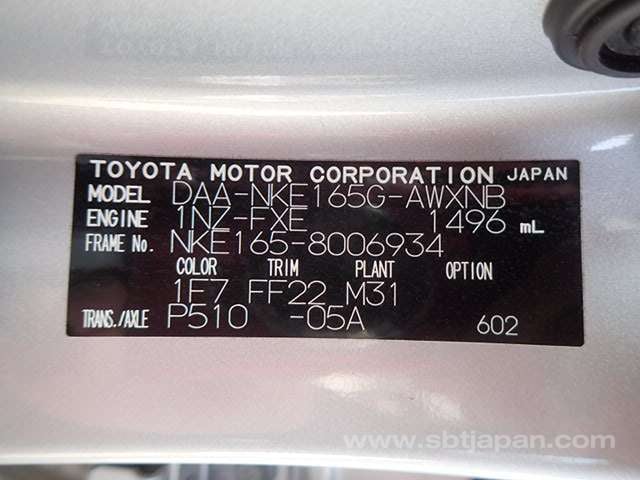 TOYOTA MOTOR CORPORATION JAPAN
MODEL DAA-NKE165G-AWXNB
ENGINE 1NZ-FXE 1496 mL
FRAME No. NKE165-8006934
COLOR TRIM PLANT OPTION
1F7 FF22 M31
TRANS./AXLE P510 -05A 602
www.sbtjapan.com